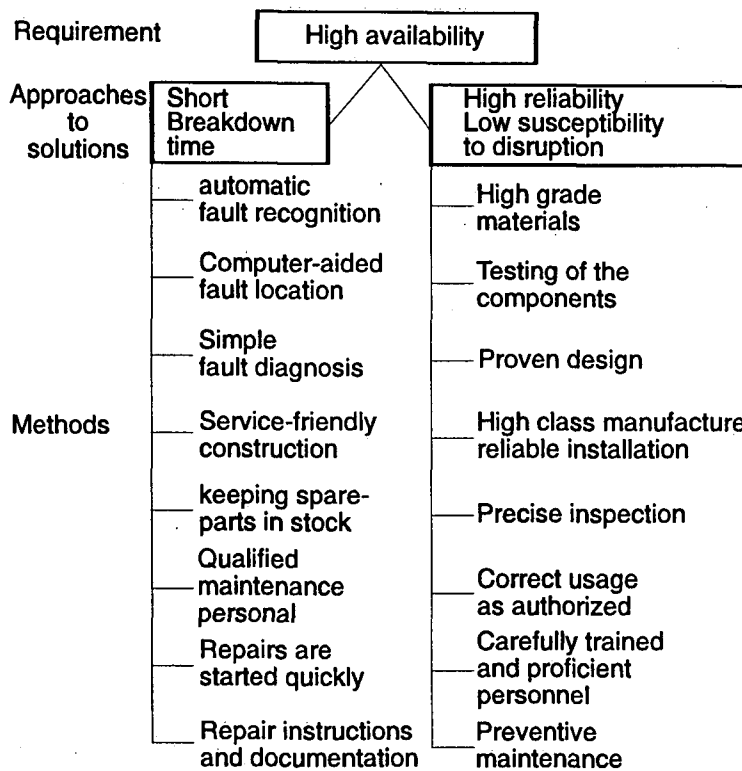 Requirement
High availability
Approaches
to
solutions
Short
Breakdown
time
High reliability
Low susceptibility
to disruption
Methods
automatic
fault recognition
Computer-aided
fault location
Simple
fault diagnosis
Service-friendly
construction
keeping spare-
parts in stock
Qualified
maintenance
personal
Repairs are
started quickly
Repair instructions
and documentation
High grade
materials
Testing of the
components
Proven design
High class manufacture
reliable installation
Precise inspection
Correct usage
as authorized
Carefully trained
and proficient
personnel
Preventive
maintenance